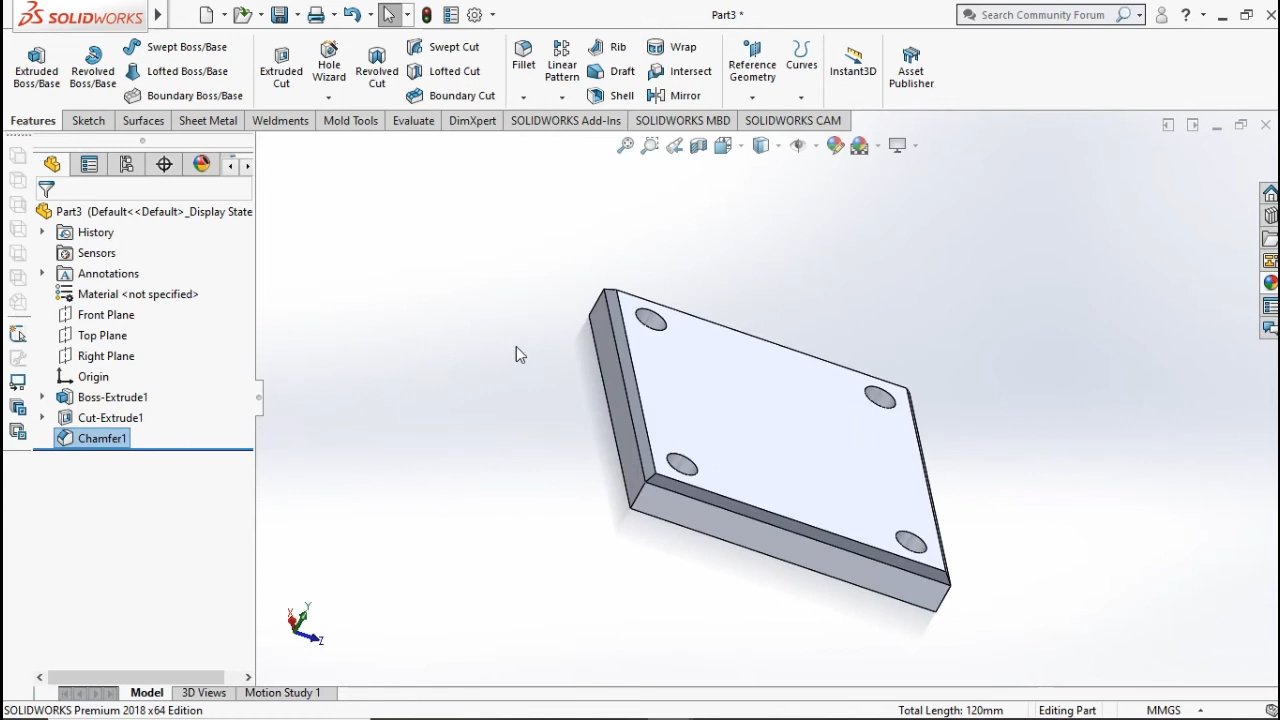 SOLIDWORKS
Part3 *
Search Community Forum
?
Extruded Boss/Base
Revolved Boss/Base
Swept Boss/Base
Lofted Boss/Base
Boundary Boss/Base
Extruded Cut
Hole Wizard
Revolved Cut
Swept Cut
Lofted Cut
Boundary Cut
Fillet
Linear Pattern
Rib
Draft
Shell
Wrap
Intersect
Mirror
Reference Geometry
Curves
Instant3D
Asset Publisher
Features
Sketch
Surfaces
Sheet Metal
Weldments
Mold Tools
Evaluate
DimXpert
SOLIDWORKS Add-Ins
SOLIDWORKS MBD
SOLIDWORKS CAM
Part3 (Default<<Default>_Display State
History
Sensors
Annotations
Material <not specified>
Front Plane
Top Plane
Right Plane
Origin
Boss-Extrude1
Cut-Extrude1
Chamfer1
X
Y
Z
Model
3D Views
Motion Study 1
SOLIDWORKS Premium 2018 x64 Edition
Total Length: 120mm
Editing Part
MMGS